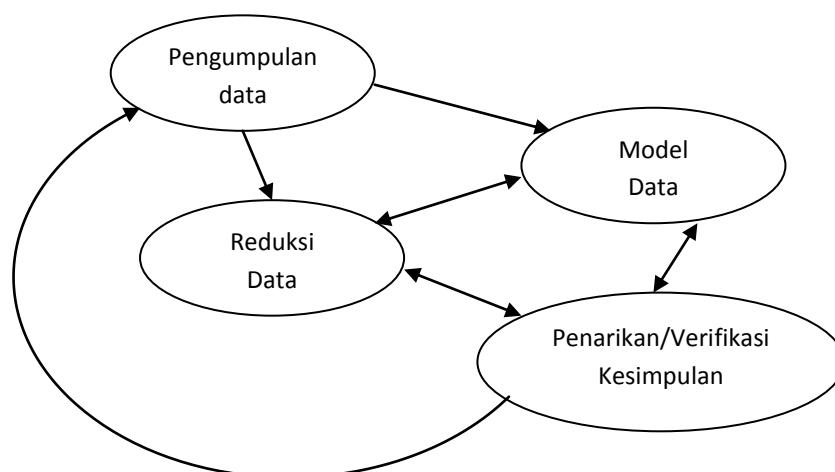 Pengumpulan
data
Model
Data
Reduksi
Data
Penarikan/Verifikasi
Kesimpulan